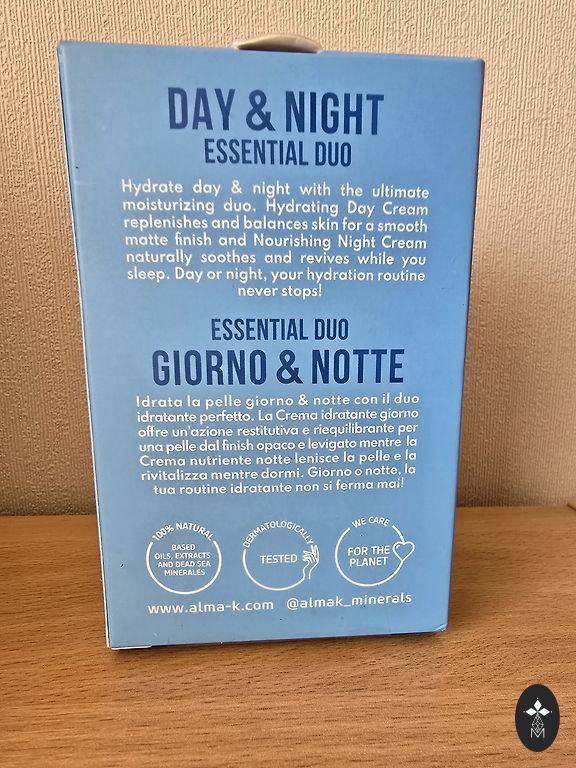 DAY & NIGHT
ESSENTIAL DUO
Hydrate day & night with the ultimate
moisturizing duo. Hydrating Day Cream
replenishes and balances skin for a smooth
matte finish and Nourishing Night Cream
naturally soothes and revives while you
sleep. Day or night, your hydration routine
never stops!
ESSENTIAL DUO
GIORNO & NOTTE
Idrata la pelle giorno & notte con il duo
idratante perfetto. La Crema idratante giorno
offre un'azione restitutiva e riequilibrante per
una pelle dal finish opaco e levigato mentre la
Crema nutriente notte lenisce la pelle e la
rivitalizza mentre dormi. Giorno o notte, la
tua routine idratante non si ferma mai!
100% NATURAL
BASED
OILS, EXTRACTS
AND DEAD SEA
MINERALES
DERMATOLOGICALLY
TESTED
WE CARE
FOR THE
PLANET
www.alma-k.com @almak_minerals
M